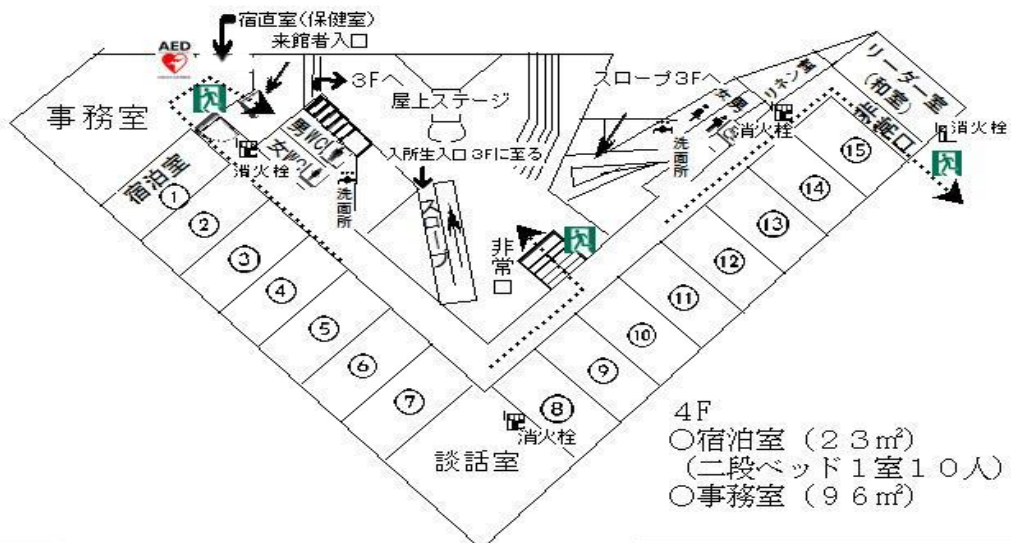 宿直室(保健室)
来館者入口
AED
3Fへ
屋上ステージ
スロープ3Fへ
女男
リネン室
リーダー室
(和室)
非常口
消火栓
消火栓
洗面所
事務室
男WC
女WC
消火栓
洗面所
入所生入口 3Fに至る
スロープ
非常口
宿泊室
①
②
③
④
⑤
⑥
⑦
⑧
⑨
⑩
⑪
⑫
⑬
⑭
⑮
消火栓
談話室
4F
○宿泊室（23㎡）
(二段ベッド1室10人)
○事務室（96㎡）